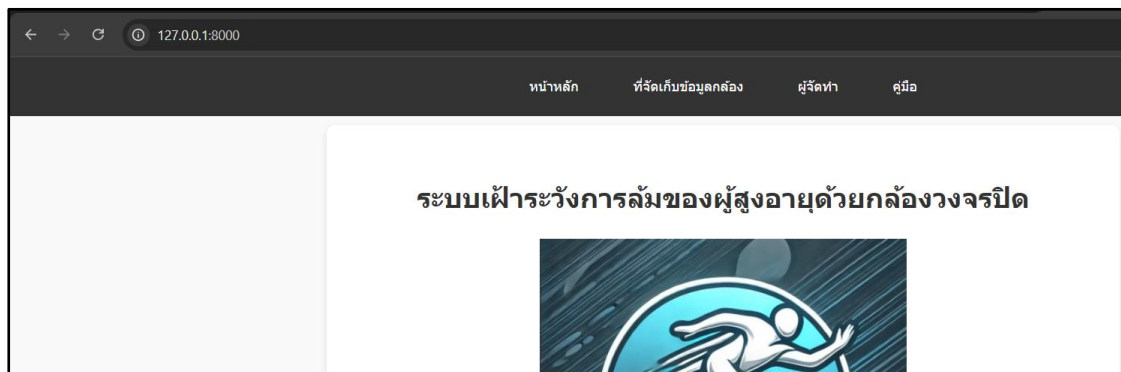 127.0.0.1:8000
หน้าหลัก ที่จัดเก็บข้อมูลกล้อง ผู้จัดทำ คู่มือ
ระบบเฝ้าระวังการล้มของผู้สูงอายุด้วยกล้องวงจรปิด